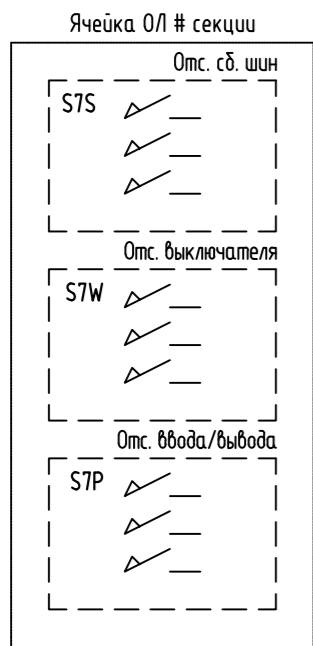 Ячейка ОЛ # секции
Отс. сб. шин
S7S
Отс. выключателя
S7W
Отс. ввода/вывода
S7P